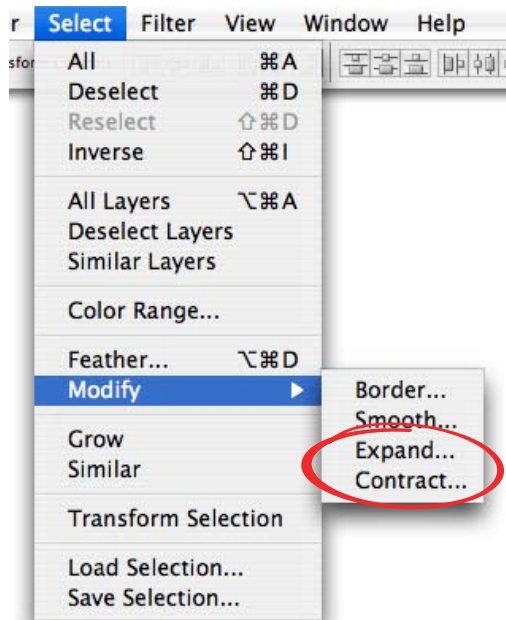 r Select Filter View Window Help
sfor
All ⌘A
Deselect ⌘D
Reselect ⇧⌘D
Inverse ⇧⌘I
All Layers ⌥⌘A
Deselect Layers
Similar Layers
Color Range...
Feather... ⌥⌘D
Modify ▶
Border...
Smooth...
Expand...
Contract...
Grow
Similar
Transform Selection
Load Selection...
Save Selection...